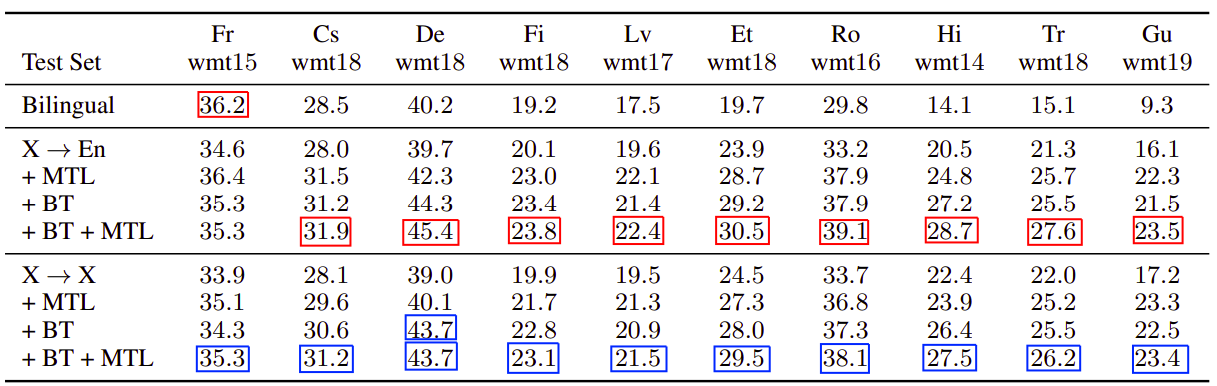 Fr Cs De Fi Lv Et Ro Hi Tr Gu
Test Set wmt15 wmt18 wmt18 wmt18 wmt17 wmt18 wmt16 wmt14 wmt18 wmt19
Bilingual 36.2 28.5 40.2 19.2 17.5 19.7 29.8 14.1 15.1 9.3
X → En 34.6 28.0 39.7 20.1 19.6 23.9 33.2 20.5 21.3 16.1
+ MTL 36.4 31.5 42.3 23.0 22.1 28.7 37.9 24.8 25.7 22.3
+ BT 35.3 31.2 44.3 23.4 21.4 29.2 37.9 27.2 25.5 21.5
+ BT + MTL 35.3 31.9 45.4 23.8 22.4 30.5 39.1 28.7 27.6 23.5
X → X 33.9 28.1 39.0 19.9 19.5 24.5 33.7 22.4 22.0 17.2
+ MTL 35.1 29.6 40.1 21.7 21.3 27.3 36.8 23.9 25.2 23.3
+ BT 34.3 30.6 43.7 22.8 20.9 28.0 37.3 26.4 25.5 22.5
+ BT + MTL 35.3 31.2 43.7 23.1 21.5 29.5 38.1 27.5 26.2 23.4